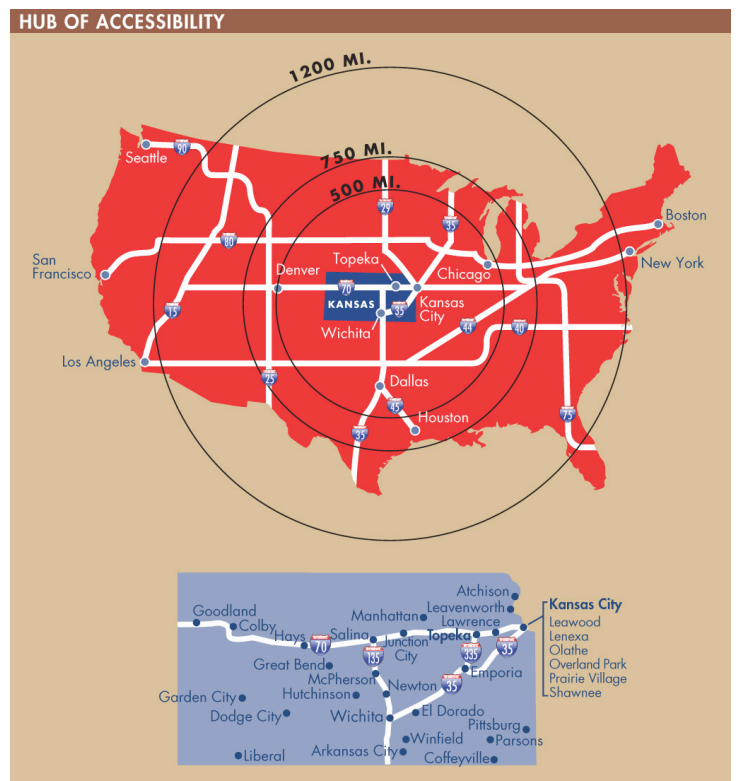 HUB OF ACCESSIBILITY
1200 MI.
750 MI.
500 MI.
90
Seattle
29
35
Boston
80
San
Francisco
Topeka
Denver
Chicago
New York
70
KANSAS
35
Kansas
City
15
Wichita
44
40
Los Angeles
25
Dallas
45
Houston
75
35
Atchison
Leavenworth
Kansas City
Goodland
Manhattan
Lawrence
Leawood
Colby
Hays
Salina
Junction
City
Topeka
Lenexa
70
135
335
35
Olathe
Great Bend
Overland Park
McPherson
Emporia
Prairie Village
Hutchinson
Newton
35
Shawnee
Garden City
Dodge City
Wichita
El Dorado
Pittsburg
Winfield
Parsons
Liberal
Arkansas City
Coffeyville